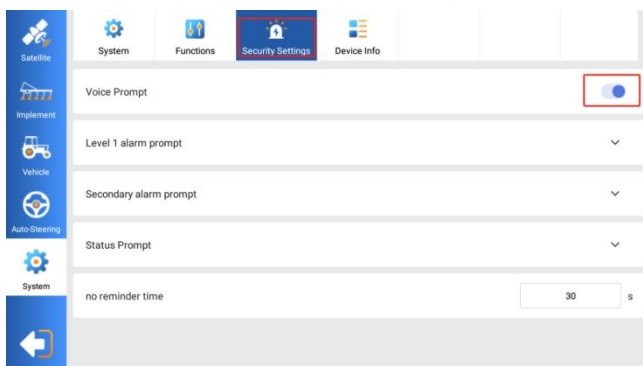 System
Functions
Security Settings
Device Info
Satellite
Implement
Vehicle
Auto-Steering
System
Voice Prompt
Level 1 alarm prompt
Secondary alarm prompt
Status Prompt
no reminder time
30
s